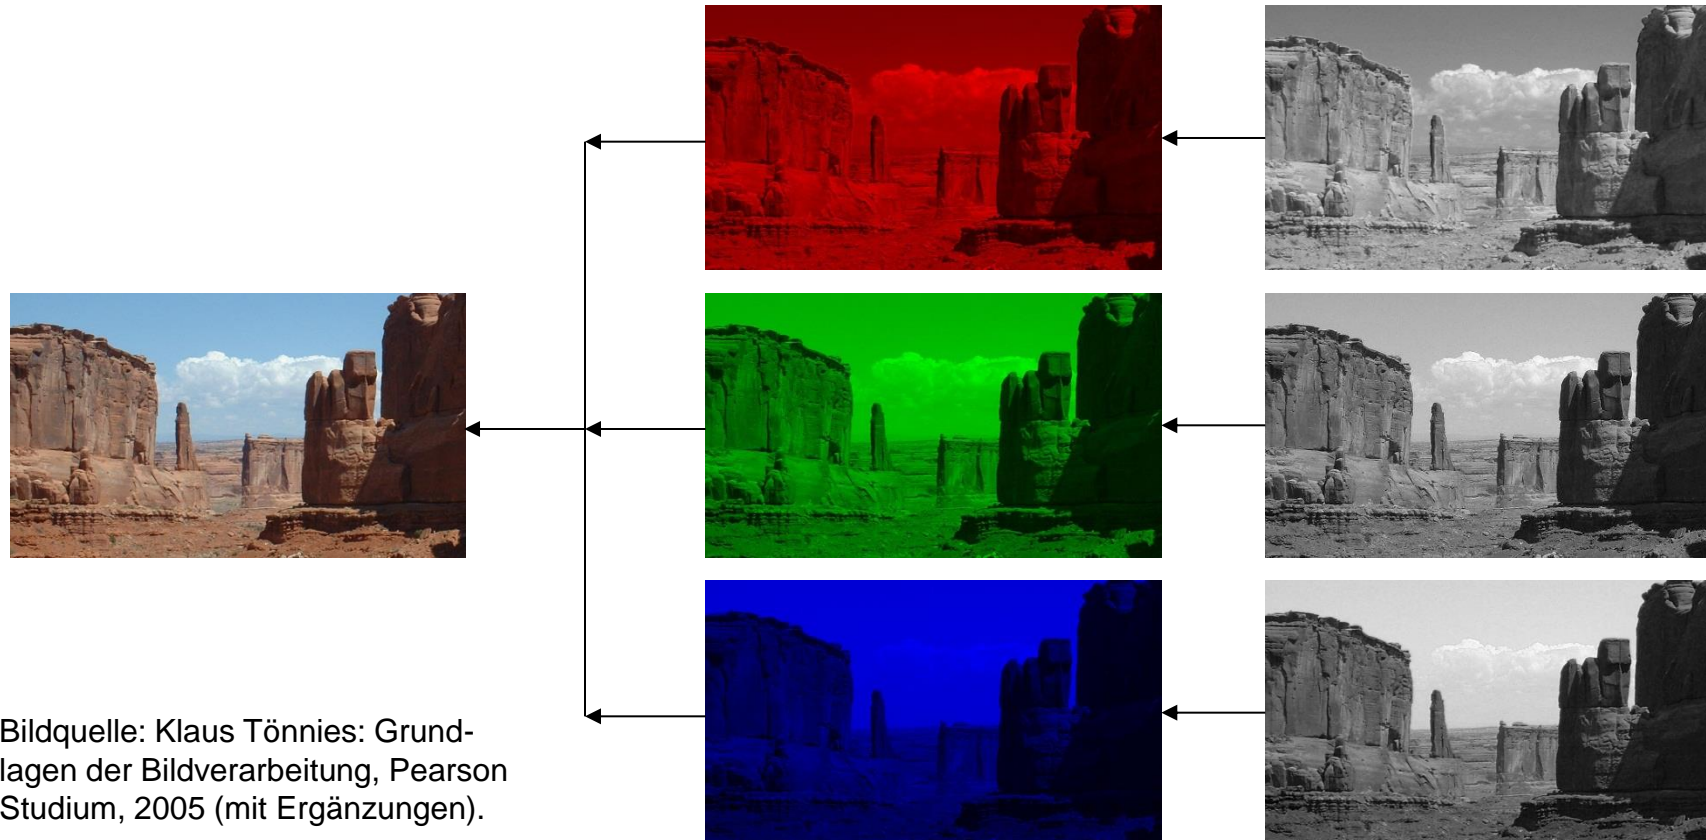 Bildquelle: Klaus Tönnies: Grund-
lagen der Bildverarbeitung, Pearson
Studium, 2005 (mit Ergänzungen).